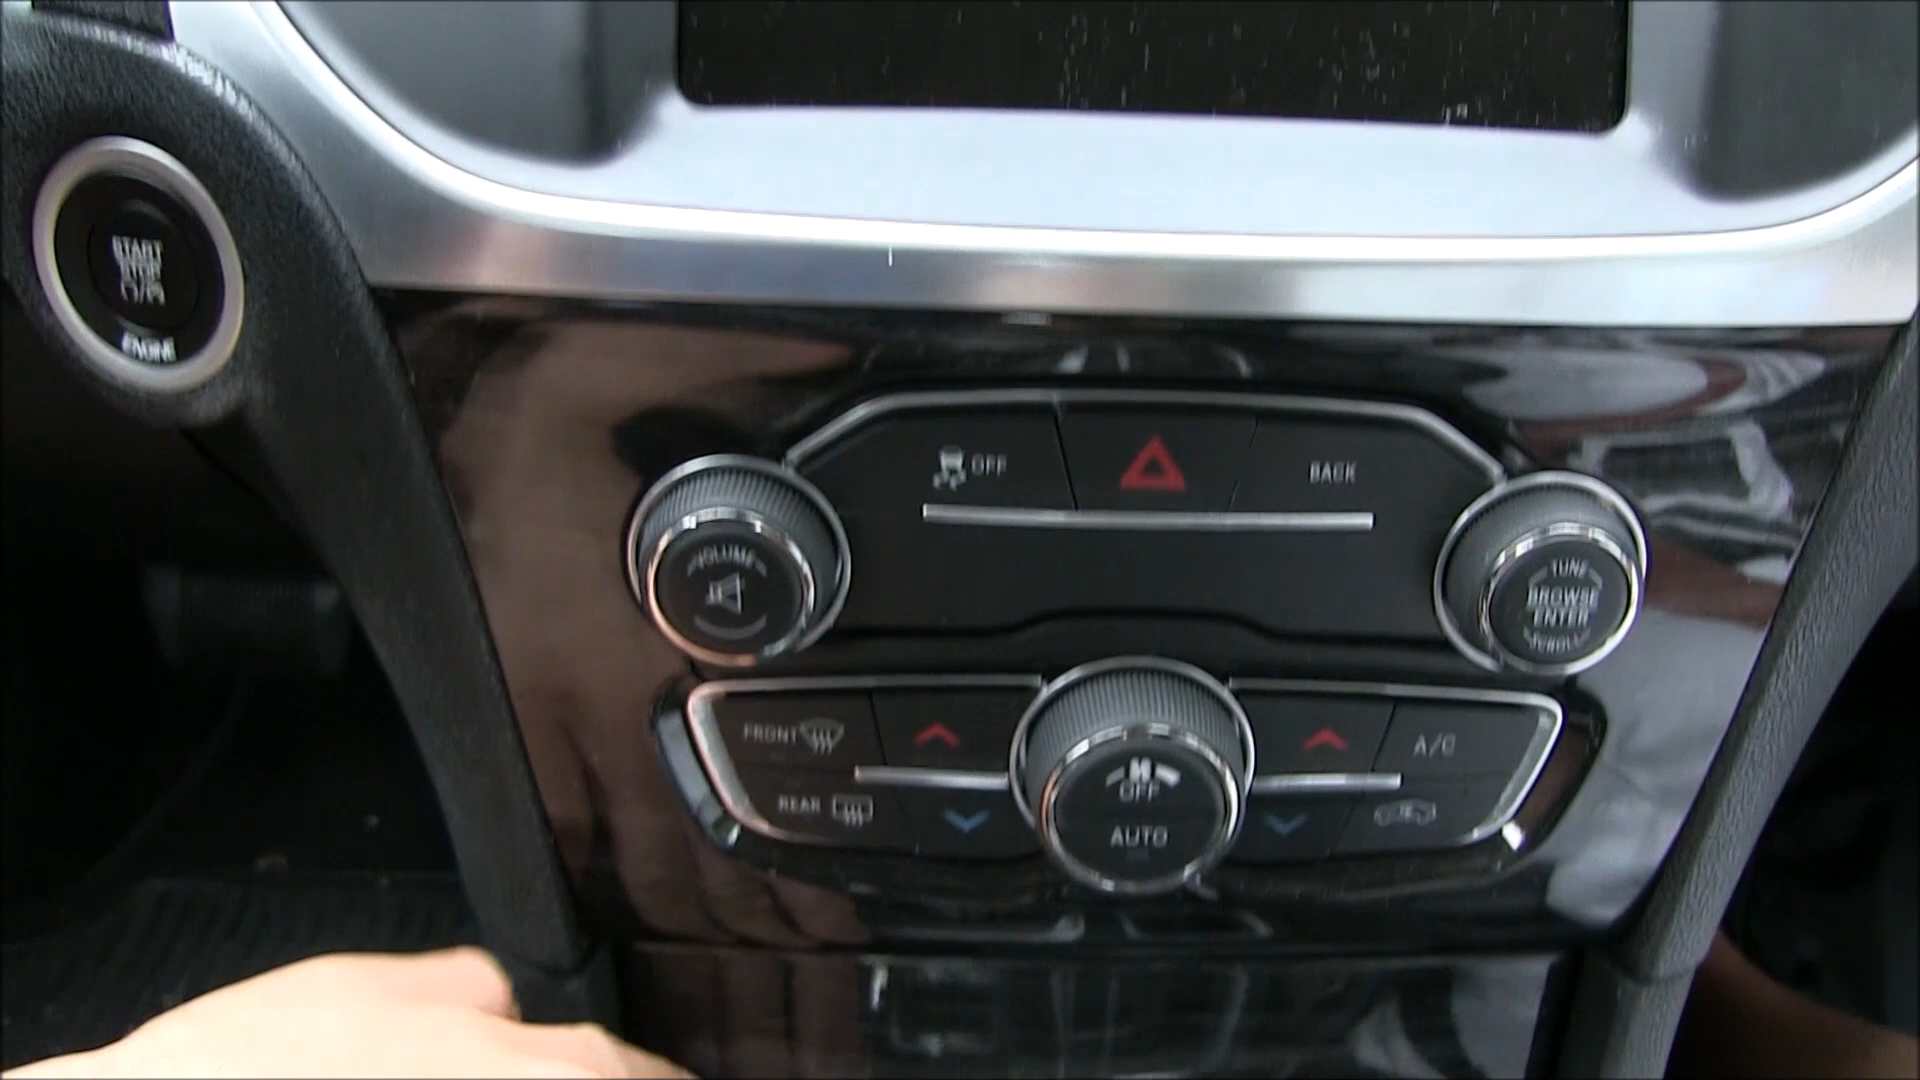 START
STOP
ENGINE
OFF
BACK
VOLUME
TUNE
BROWSE
ENTER
SCROLL
FRONT
A/C
OFF
REAR
AUTO